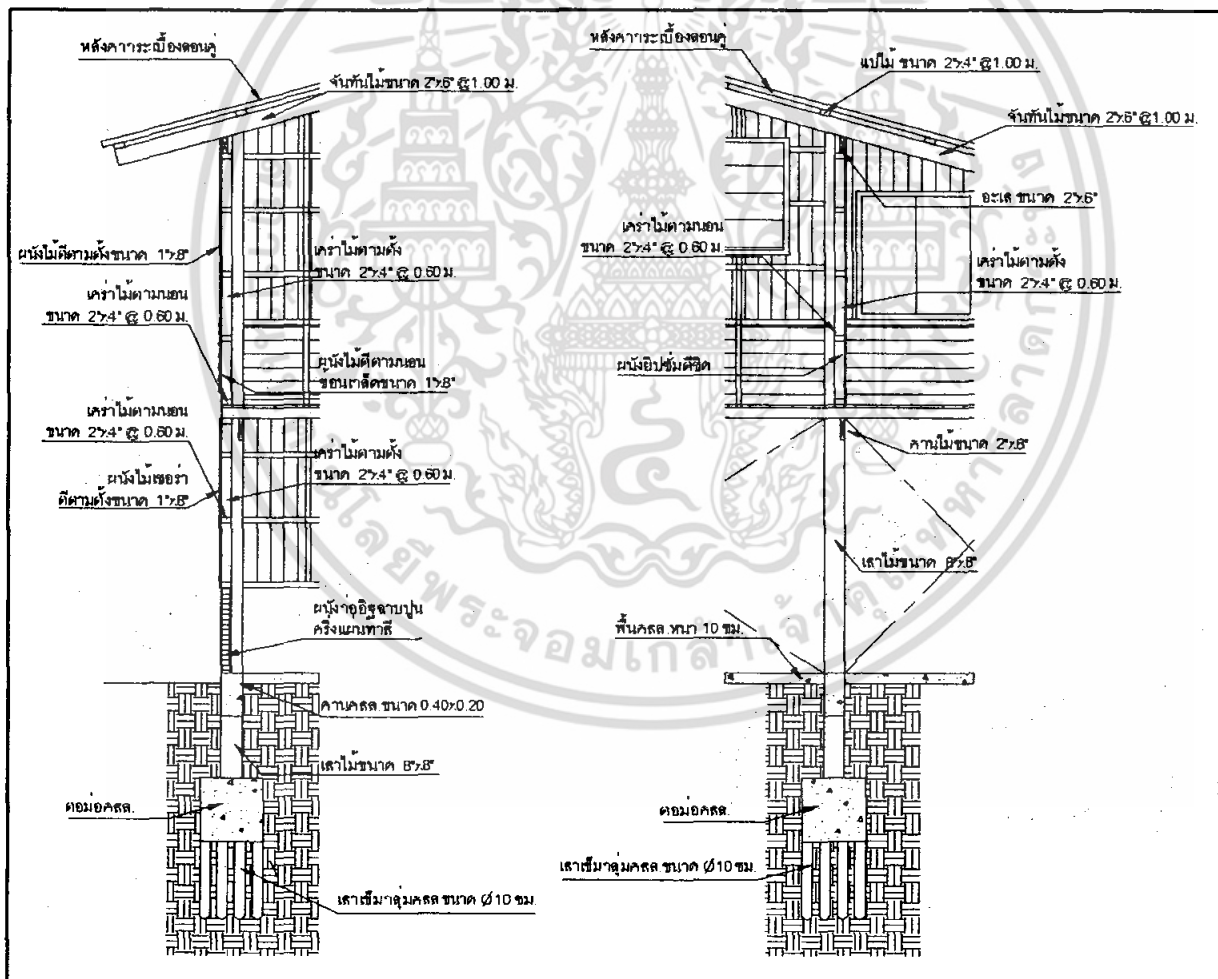 หลังคากระเบื้องลอนคู่
จันทันไม้ขนาด 2"x6" @1.00 ม.
ผนังไม้ตีตามตั้งขนาด 1"x8"
เคร่าไม้ตามตั้ง
ขนาด 2"x4" @ 0.60 ม.
เคร่าไม้ตามนอน
ขนาด 2"x4" @ 0.60 ม.
ผนังไม้ตีตามนอน
ซ้อนเกล็ดขนาด 1"x8"
เคร่าไม้ตามนอน
ขนาด 2"x4" @ 0.60 ม.
เคร่าไม้ตามตั้ง
ขนาด 2"x4" @ 0.60 ม.
ผนังไม้เชอร่า
ตีตามตั้งขนาด 1"x8"
ผนังก่ออิฐฉาบปูน
ครึ่งแผ่นทาสี
คานคสล.ขนาด 0.40x0.20
เสาไม้ขนาด 8"x8"
ตอม่อคสล.
เสาเข็มกลุ่มคสล.ขนาด Ø10 ซม.
หลังคากระเบื้องลอนคู่
แปไม้ ขนาด 2"x4" @1.00 ม.
จันทันไม้ขนาด 2"x6" @1.00 ม.
อะเส ขนาด 2"x6"
เคร่าไม้ตามนอน
ขนาด 2"x4" @ 0.60 ม.
เคร่าไม้ตามตั้ง
ขนาด 2"x4" @ 0.60 ม.
ผนังยิปซั่มตีชิด
คานไม้ขนาด 2"x8"
เสาไม้ขนาด 8"x8"
พื้นคสล.หนา 10 ซม.
ตอม่อคสล.
เสาเข็มกลุ่มคสล.ขนาด Ø10 ซม.